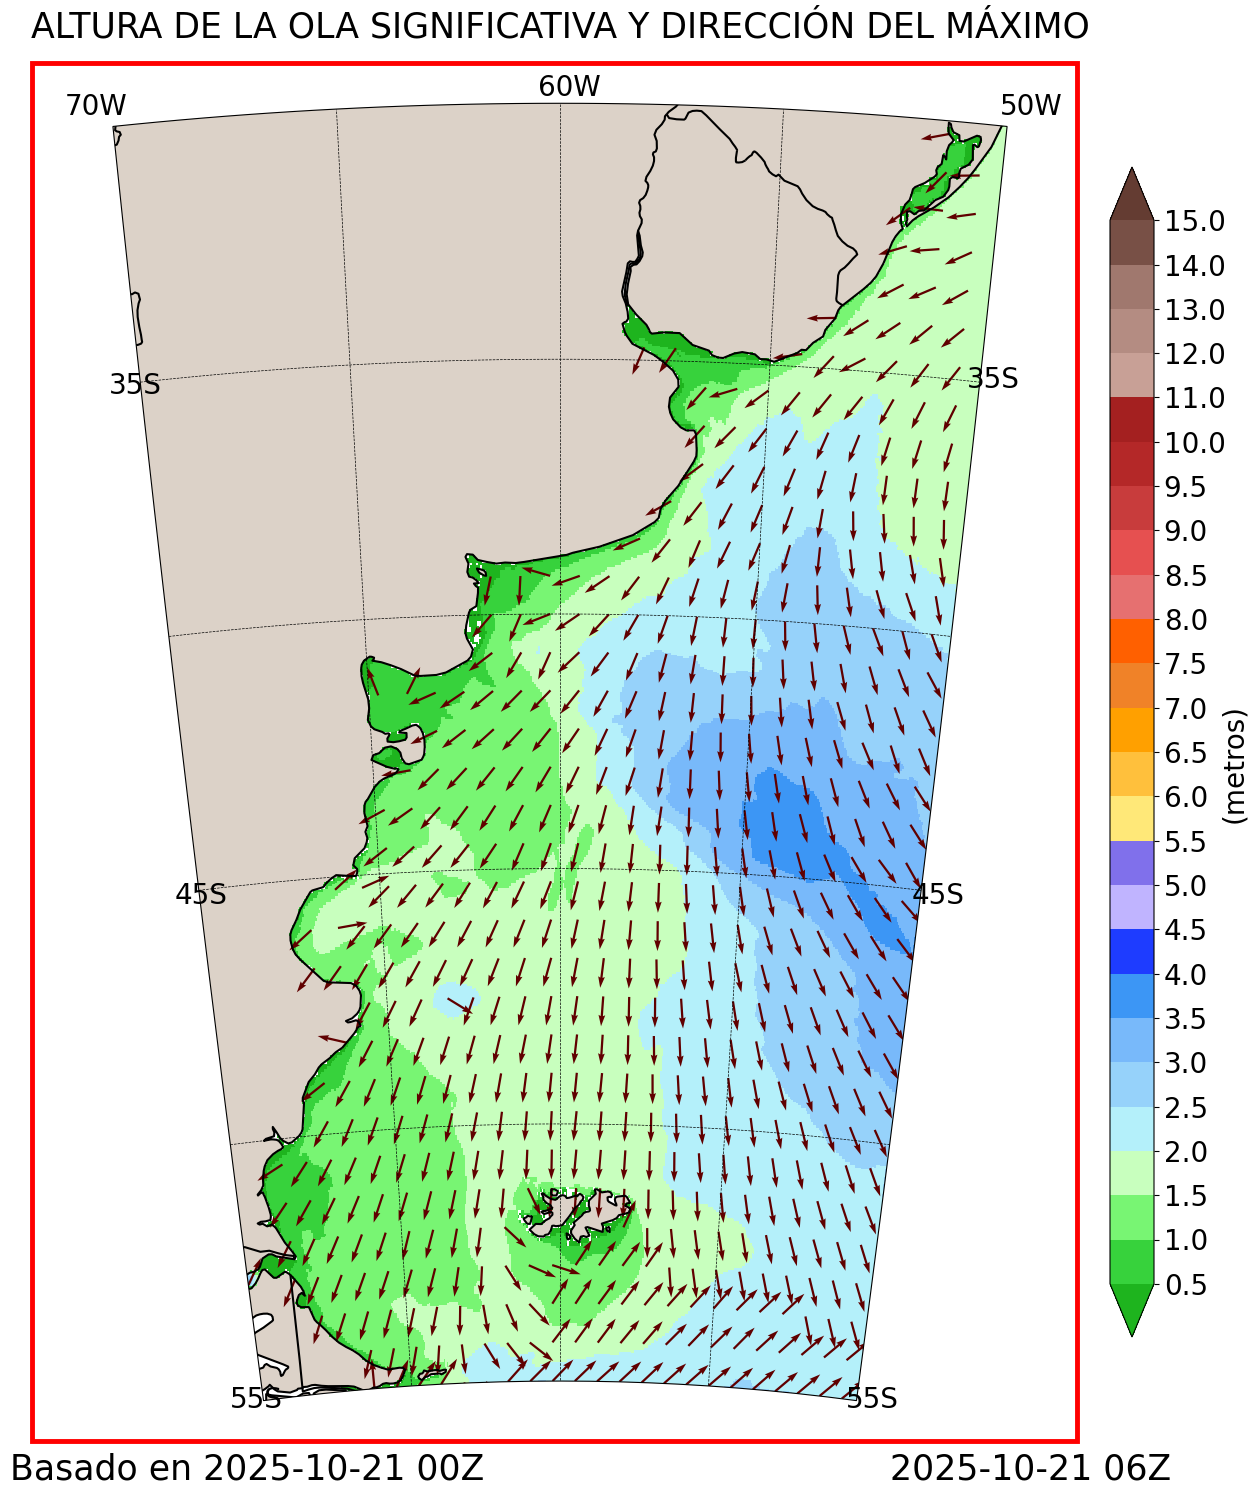 ALTURA DE LA OLA SIGNIFICATIVA Y DIRECCIÓN DEL MÁXIMO
70W
60W
50W
35S
35S
45S
45S
55S
55S
15.0
14.0
13.0
12.0
11.0
10.0
9.5
9.0
8.5
8.0
7.5
7.0
6.5
6.0
5.5
5.0
4.5
4.0
3.5
3.0
2.5
2.0
1.5
1.0
0.5
(metros)
Basado en 2025-10-21 00Z
2025-10-21 06Z